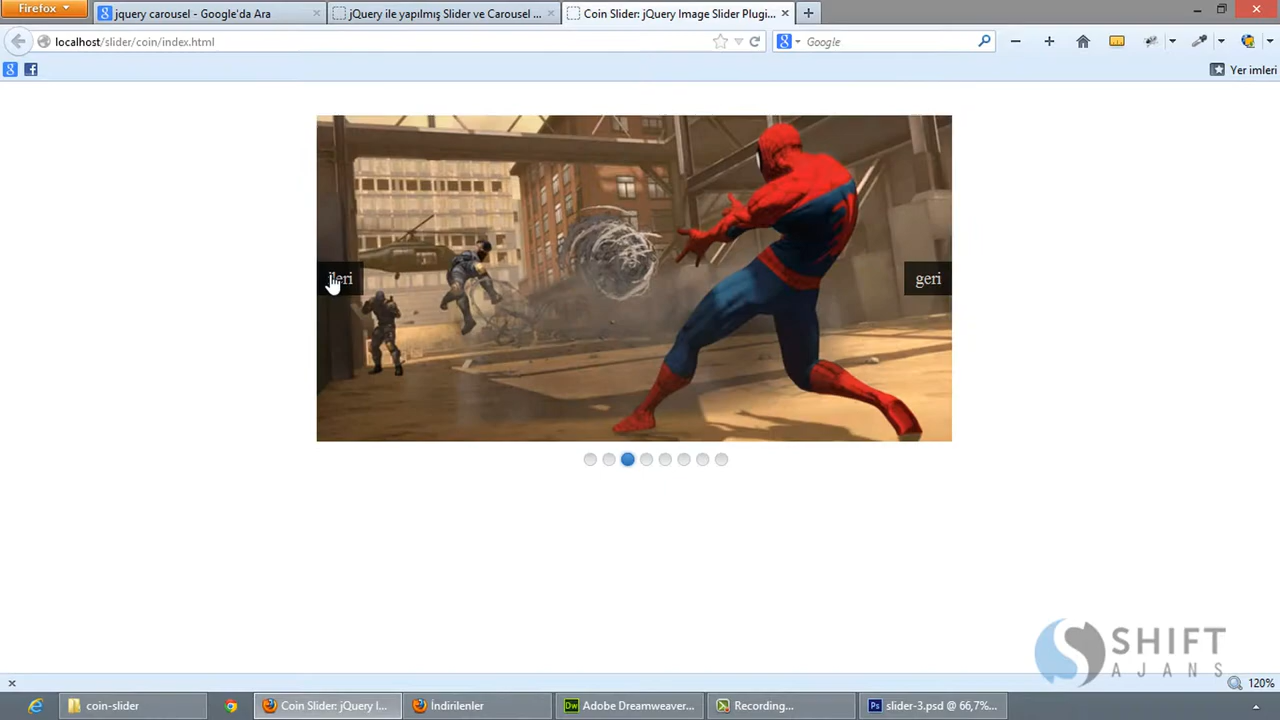 Firefox
jquery carousel - Google'da Ara
jQuery ile yapılmış Slider ve Carousel ...
Coin Slider: jQuery Image Slider Plugi...
localhost/slider/coin/index.html
Google
Yer imleri
ileri
geri
SHIFT
AJANS
120%
coin-slider
Coin Slider: jQuery I...
İndirilenler
Adobe Dreamweaver...
Recording...
slider-3.psd @ 66,7%...